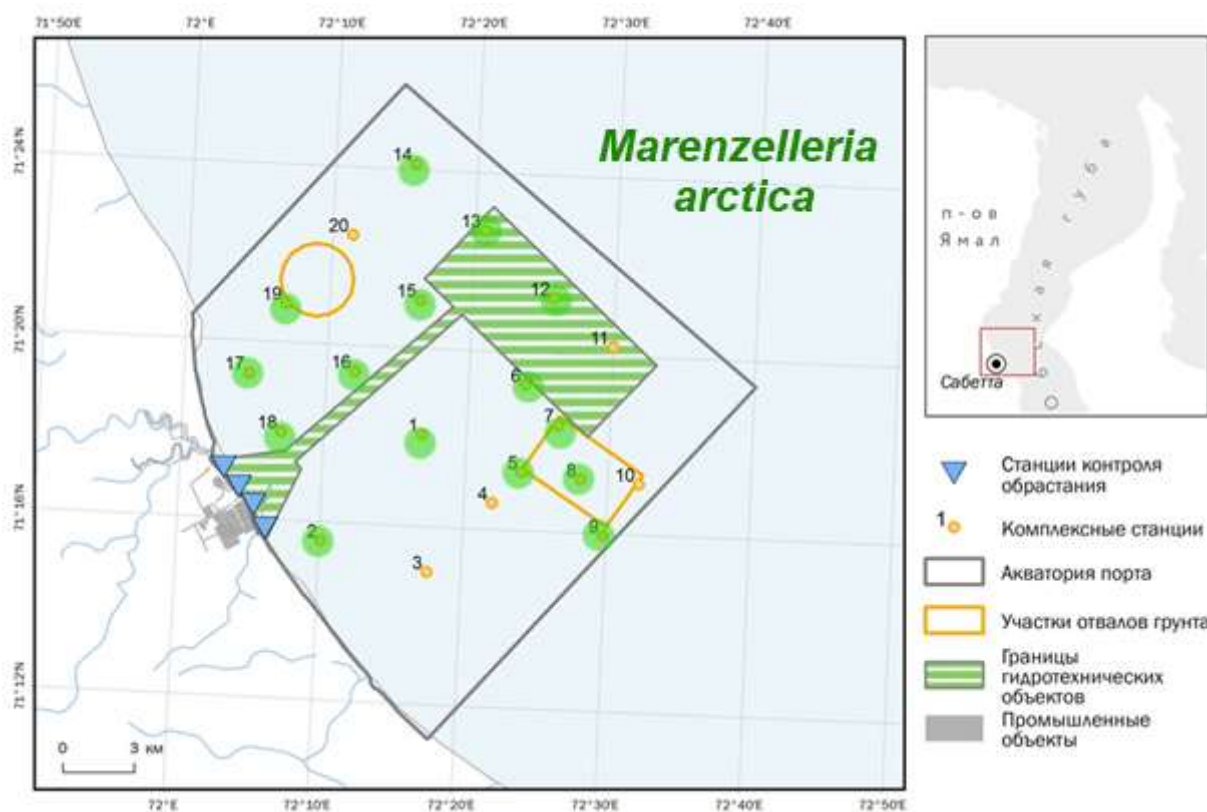 71°50'E
72°E
72°10'E
72°20'E
72°30'E
72°40'E
71°24'N
71°20'N
71°16'N
71°12'N
Marenzelleria
arctica
14
13
20
12
15
19
11
16
17
6
7
18
1
10
5
8
4
9
2
3
0 3 км
72°E
72°10'E
72°20'E
72°30'E
72°40'E
72°50'E
п-ов
Ямал
Обская губа
Сабетта
Станции контроля
обрастания
1
Комплексные станции
Акватория порта
Участки отвалов грунта
Границы
гидротехнических
объектов
Промышленные
объекты